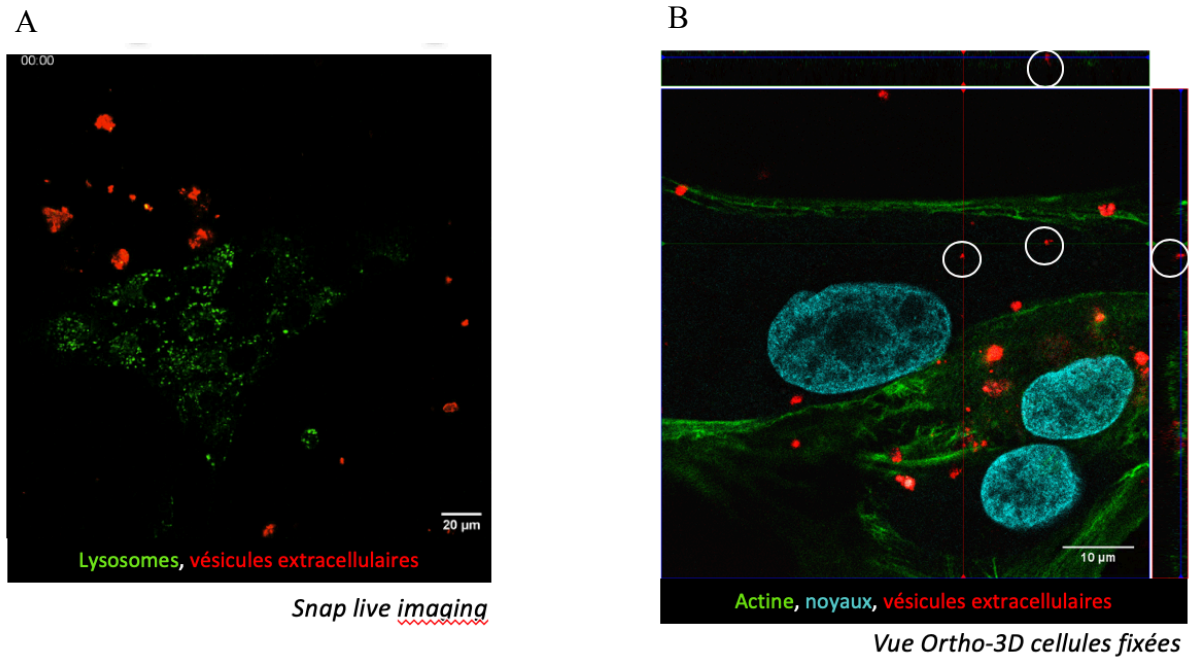 A
B
00:00
20 µm
10 µm
Lysosomes, vésicules extracellulaires
Actine, noyaux, vésicules extracellulaires
Snap live imaging
Vue Ortho-3D cellules fixées